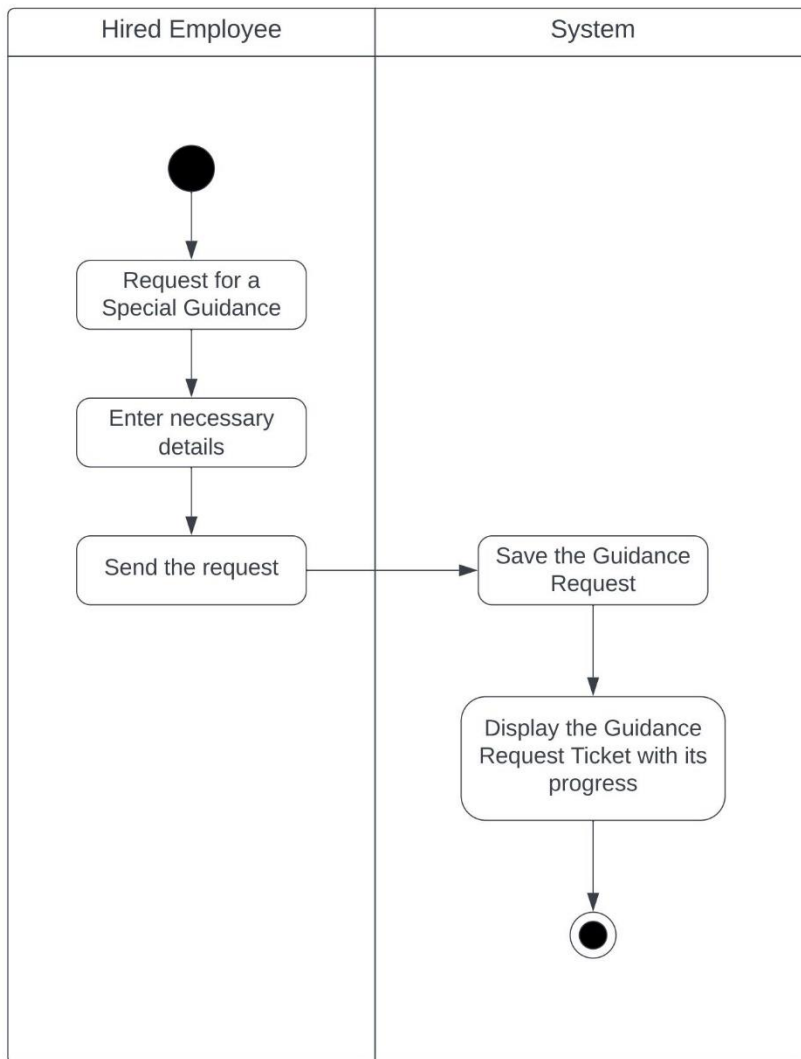 Hired Employee
System
Request for a
Special Guidance
Enter necessary
details
Send the request
Save the Guidance
Request
Display the Guidance
Request Ticket with its
progress